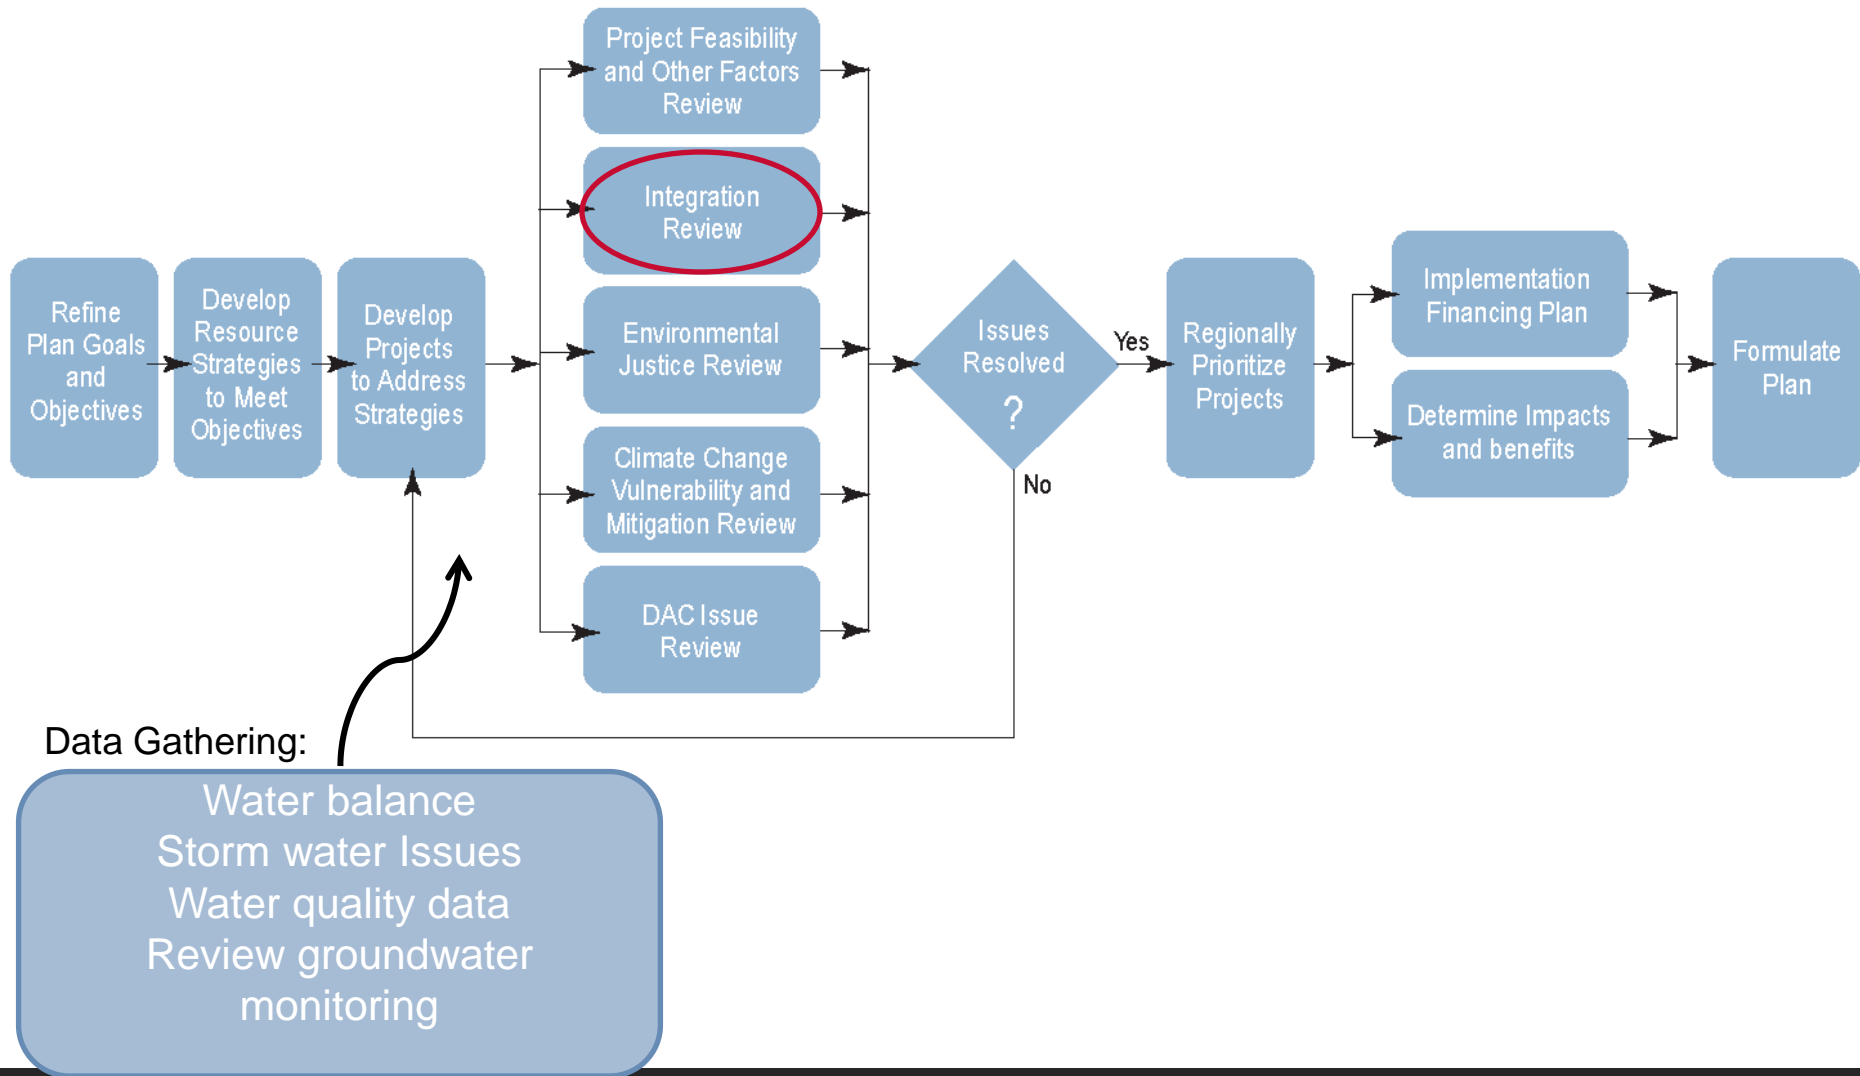 Refine
Plan Goals
and
Objectives
Develop
Resource
Strategies
to Meet
Objectives
Develop
Projects
to Address
Strategies
Project Feasibility
and Other Factors
Review
Integration
Review
Environmental
Justice Review
Climate Change
Vulnerability and
Mitigation Review
DAC Issue
Review
Issues
Resolved
?
Yes
No
Regionally
Prioritize
Projects
Implementation
Financing Plan
Determine Impacts
and benefits
Formulate
Plan
Data Gathering:
Water balance
Storm water Issues
Water quality data
Review groundwater
monitoring